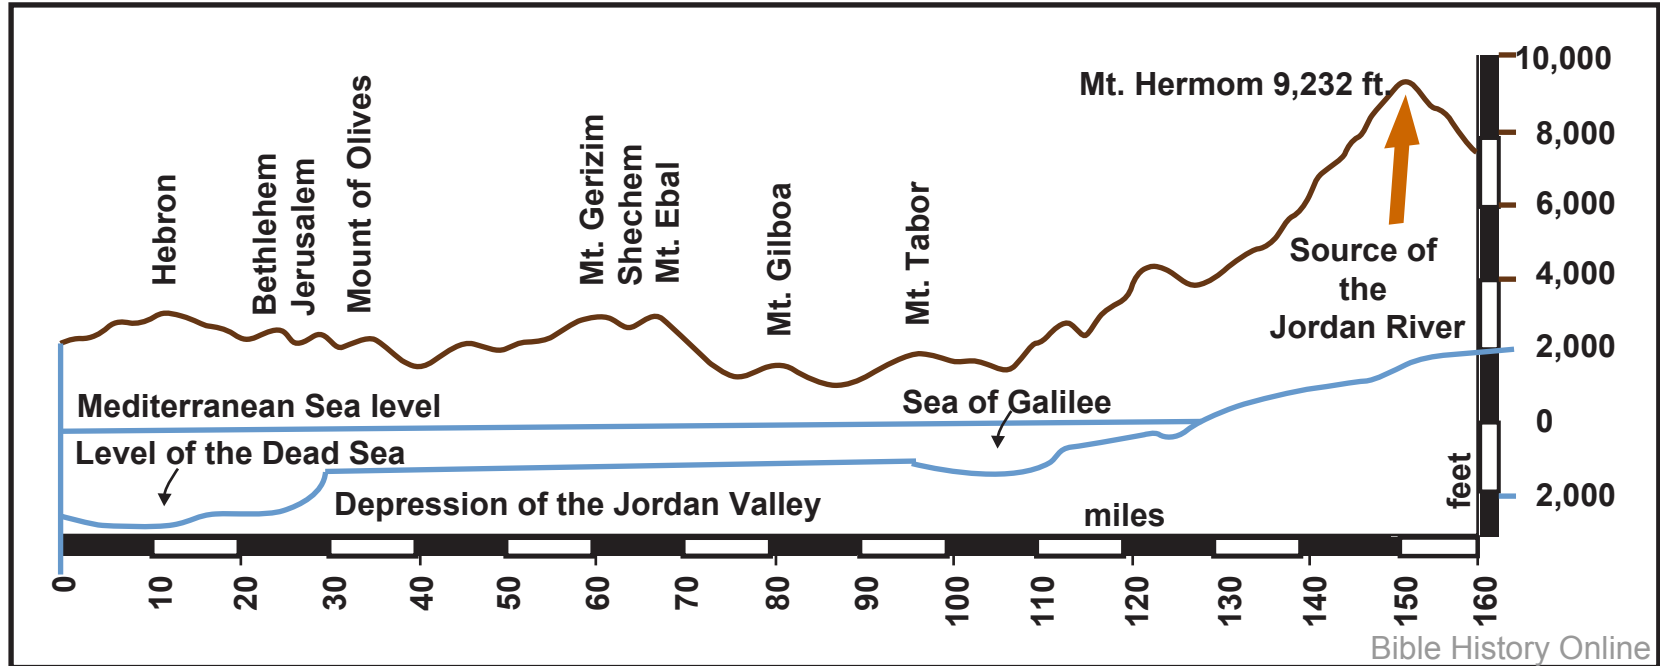 Hebron
Bethlehem
Jerusalem
Mount of Olives
Mt. Gerizim
Shechem
Mt. Ebal
Mt. Gilboa
Mt. Tabor
Mt. Hermom 9,232 ft.
Source of
the
Jordan River
10,000
8,000
6,000
4,000
2,000
0
2,000
feet
Mediterranean Sea level
Sea of Galilee
Level of the Dead Sea
Depression of the Jordan Valley
miles
0 10 20 30 40 50 60 70 80 90 100 110 120 130 140 150 160
Bible History Online